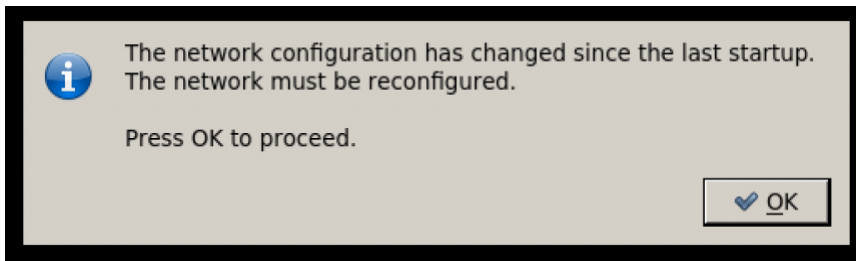 The network configuration has changed since the last startup.
The network must be reconfigured.
Press OK to proceed.
OK